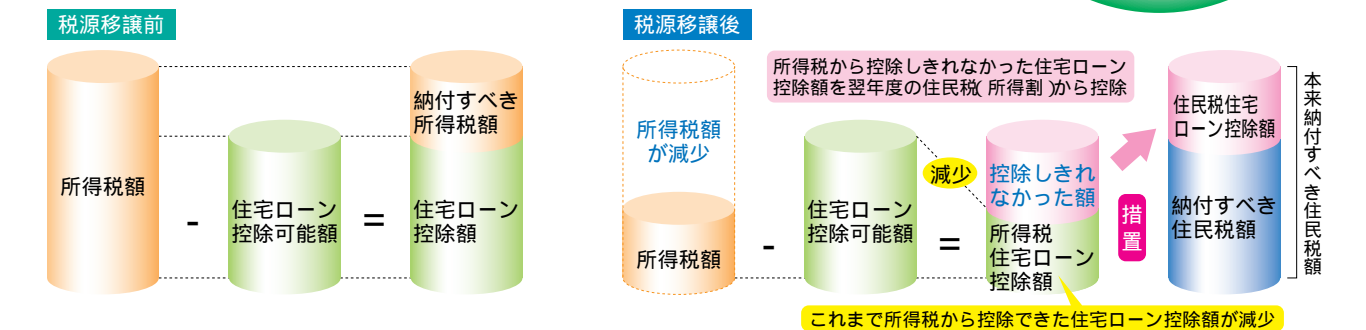 税源移譲前
所得税額
-
住宅ローン
控除可能額
=
納付すべき
所得税額
住宅ローン
控除額
税源移譲後
所得税額
が減少
所得税額
-
住宅ローン
控除可能額
=
減少
所得税から控除しきれなかった住宅ローン
控除額を翌年度の住民税(所得割)から控除
控除しきれ
なかった額
所得税
住宅ローン
控除額
措置
住民税住宅
ローン控除額
納付すべき
住民税額
本来納付すべき住民税額
これまで所得税から控除できた住宅ローン控除額が減少